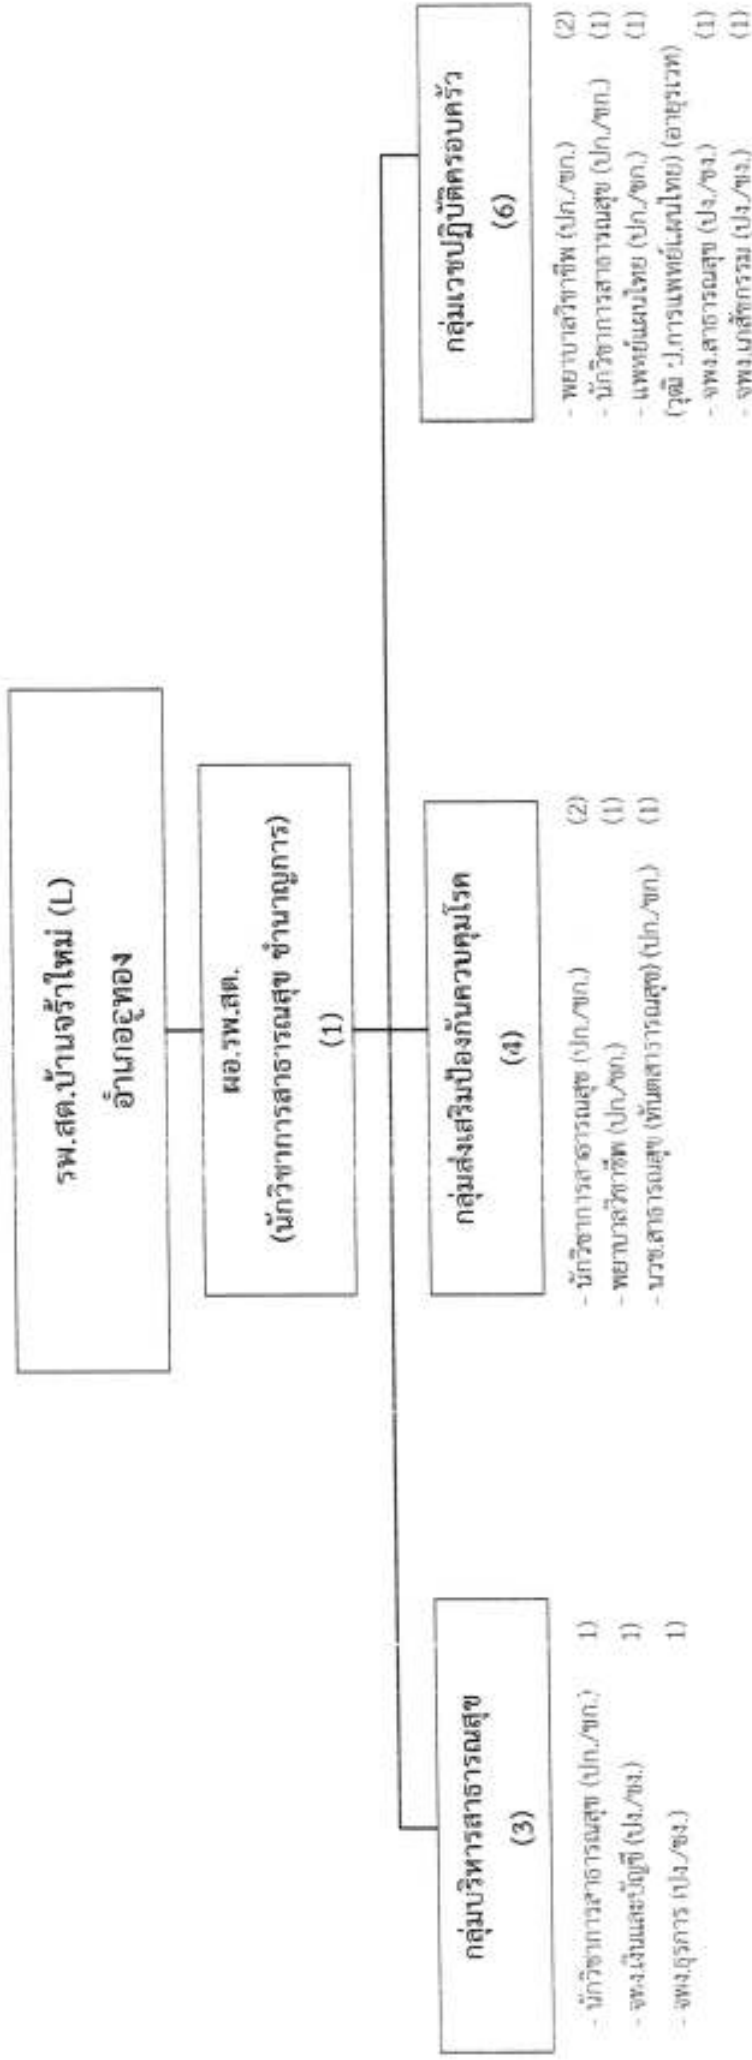 รพ.สต.บ้านจร้าใหม่ (L)
อำเภออู่ทอง
ผอ.รพ.สต.
(นักวิชาการสาธารณสุข ชำนาญการ)
(1)
กลุ่มบริหารสาธารณสุข
(3)
- นักวิชาการสาธารณสุข (ปก./ชก.) 1)
- จพง.เงินและบัญชี (ปง./ชง.) 1)
- จพง.ธุรการ (ปง./ชง.) 1)
กลุ่มส่งเสริมป้องกันควบคุมโรค
(4)
- นักวิชาการสาธารณสุข (ปก./ชก.) (2)
- พยาบาลวิชาชีพ (ปก./ชก.) (1)
- นวช.สาธารณสุข (ทันตสาธารณสุข) (ปก./ชก.) (1)
กลุ่มเวชปฏิบัติครอบครัว
(6)
- พยาบาลวิชาชีพ (ปก./ชก.) (2)
- นักวิชาการสาธารณสุข (ปก./ชก.) (1)
- แพทย์แผนไทย (ปก./ชก.) (1)
(วุฒิ ป.การแพทย์แผนไทย) (อายุรเวท)
- จพง.สาธารณสุข (ปง./ชง.) (1)
- จพง.เภสัชกรรม (ปง./ชง.) (1)